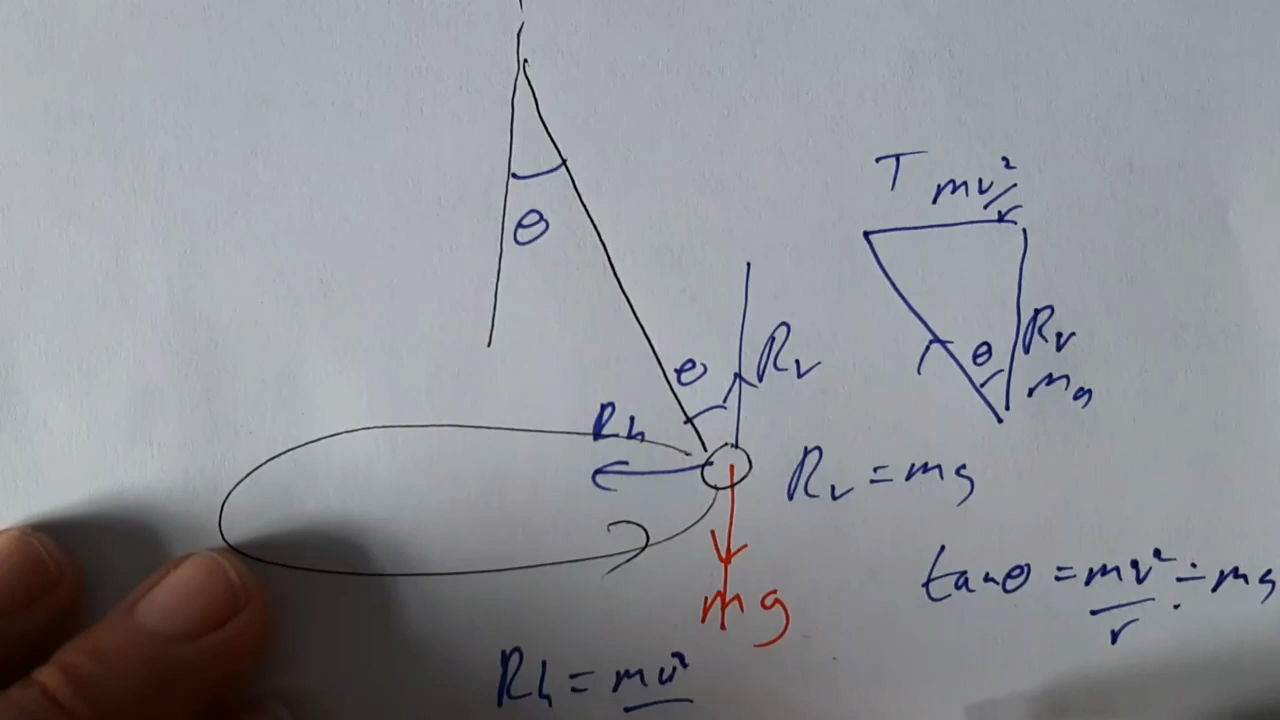 θ
T mv²/r
Rv
θ
mg
θ
Rv
Rh
Rv = mg
mg
tanθ = mv²/r ÷ mg
Rh = mv²